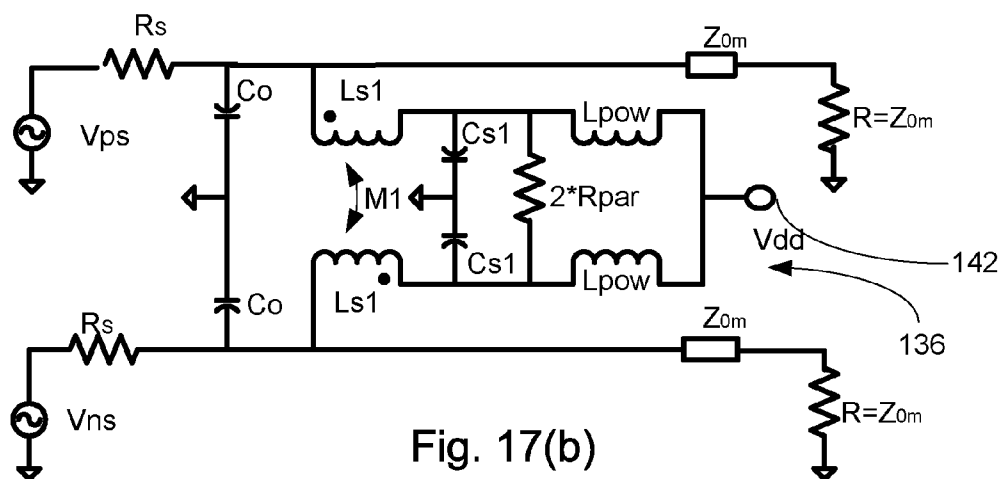 Rs
Z0m
Co
Ls1
Lpow
Cs1
R=Z0m
Vps
M1
2*Rpar
Vdd
142
Cs1
Lpow
Co
Ls1
Rs
Z0m
136
Vns
R=Z0m
Fig. 17(b)